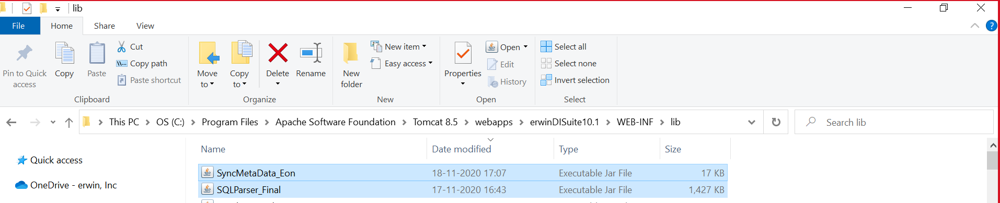 lib
File Home Share View
Pin to Quick access
Copy
Paste
Cut
Copy path
Paste shortcut
Clipboard
Move to
Copy to
Delete
Rename
Organize
New folder
New item
Easy access
New
Properties
Open
Edit
History
Open
Select all
Select none
Invert selection
Select
This PC > OS (C:) > Program Files > Apache Software Foundation > Tomcat 8.5 > webapps > erwinDISuite10.1 > WEB-INF > lib
Search lib
Quick access
OneDrive - erwin, Inc
Name Date modified Type Size
SyncMetaData_Eon 18-11-2020 17:07 Executable Jar File 17 KB
SQLParser_Final 17-11-2020 16:43 Executable Jar File 1,427 KB